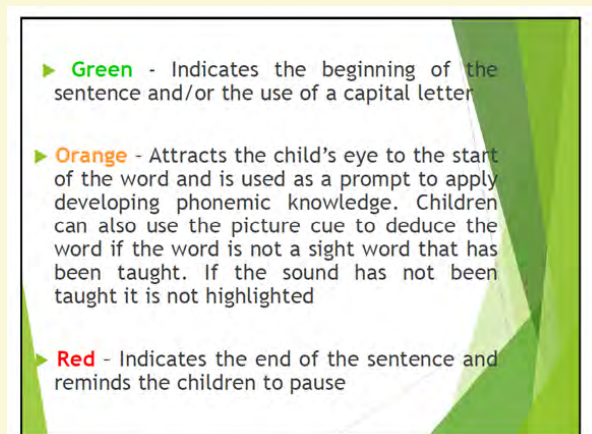 Green - Indicates the beginning of the
sentence and/or the use of a capital letter
Orange – Attracts the child's eye to the start
of the word and is used as a prompt to apply
developing phonemic knowledge. Children
can also use the picture cue to deduce the
word if the word is not a sight word that has
been taught. If the sound has not been
taught it is not highlighted
Red – Indicates the end of the sentence and
reminds the children to pause